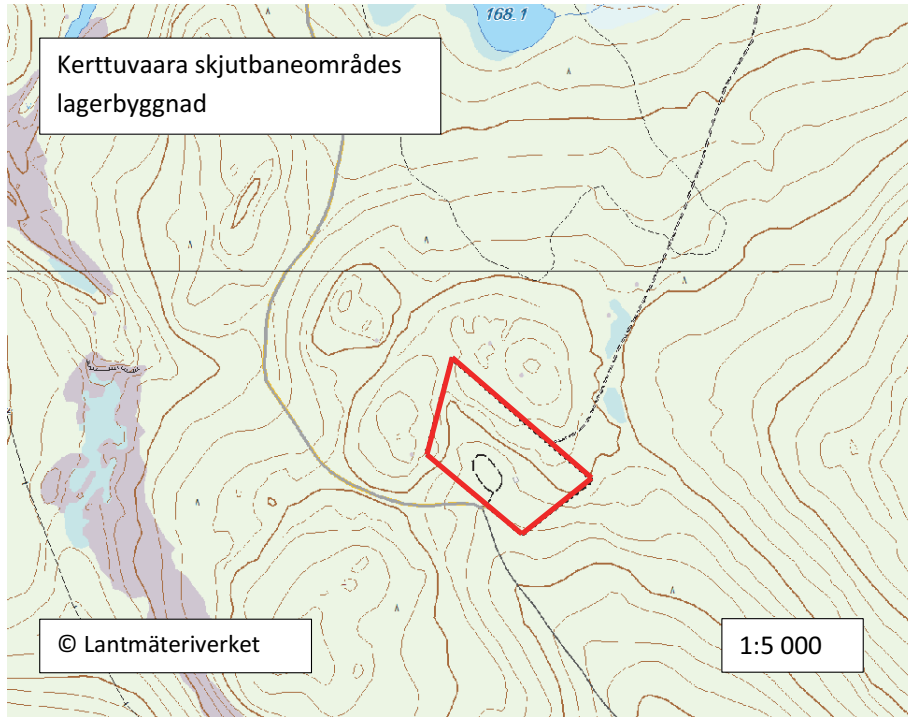 168.1
Kerttuvaara skjutbaneområdes
lagerbyggnad
© Lantmäteriverket
1:5 000